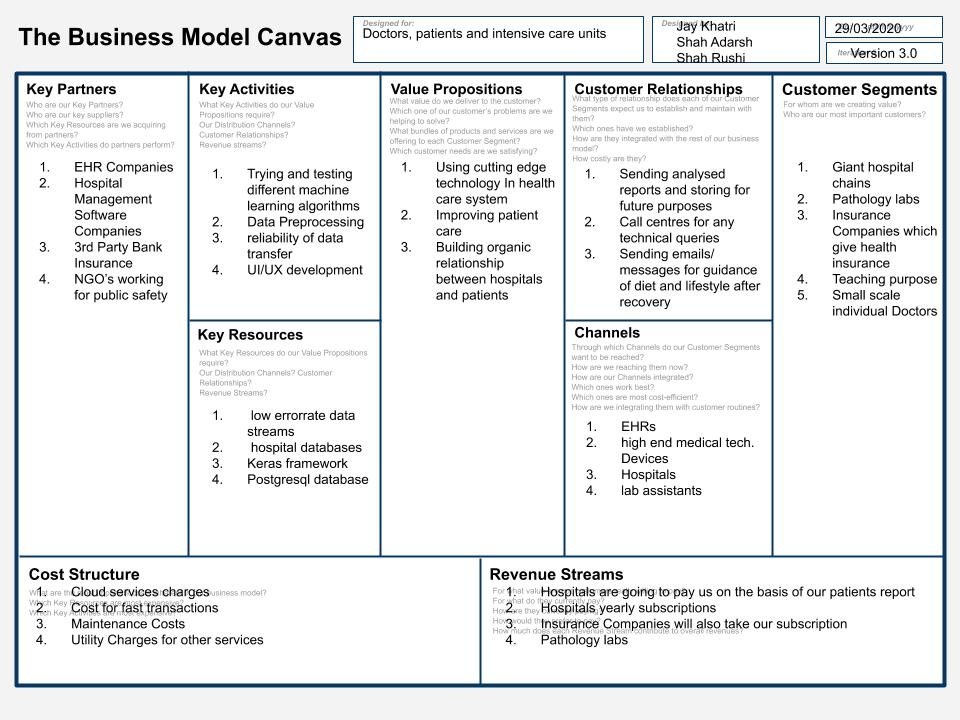 The Business Model Canvas
Designed for:
Doctors, patients and intensive care units
Jay Khatri
Shah Adarsh
Shah Rushi
29/03/2020
Version 3.0
Key Partners
Who are our Key Partners?
Who are our key suppliers?
Which Key Resources are we acquiring
from partners?
Which Key Activities do partners perform?
1. EHR Companies
2. Hospital
Management
Software
Companies
3. 3rd Party Bank
Insurance
4. NGO's working
for public safety
Key Activities
What Key Activities do our Value
Propositions require?
Our Distribution Channels?
Customer Relationships?
Revenue streams?
1. Trying and testing
different machine
learning algorithms
2. Data Preprocessing
3. reliability of data
transfer
4. UI/UX development
Key Resources
What Key Resources do our Value Propositions
require?
Our Distribution Channels? Customer
Relationships?
Revenue Streams?
1. low errorrate data
streams
2. hospital databases
3. Keras framework
4. Postgresql database
Value Propositions
What value do we deliver to the customer?
Which one of our customer's problems are we
helping to solve?
What bundles of products and services are we
offering to each Customer Segment?
Which customer needs are we satisfying?
1. Using cutting edge
technology In health
care system
2. Improving patient
care
3. Building organic
relationship
between hospitals
and patients
Customer Relationships
What type of relationship does each of our Customer
Segments expect us to establish and maintain with
them?
Which ones have we established?
How are they integrated with the rest of our business
model?
How costly are they?
1. Sending analysed
reports and storing for
future purposes
2. Call centres for any
technical queries
3. Sending emails/
messages for guidance
of diet and lifestyle after
recovery
Channels
Through which Channels do our Customer Segments
want to be reached?
How are we reaching them now?
How are our Channels integrated?
Which ones work best?
Which ones are most cost-efficient?
How are we integrating them with customer routines?
1. EHRs
2. high end medical tech.
Devices
3. Hospitals
4. lab assistants
Customer Segments
For whom are we creating value?
Who are our most important customers?
1. Giant hospital
chains
2. Pathology labs
3. Insurance
Companies which
give health
insurance
4. Teaching purpose
5. Small scale
individual Doctors
Cost Structure
1. Cloud services charges
2. Cost for fast transactions
3. Maintenance Costs
4. Utility Charges for other services
Revenue Streams
1. Hospitals are going to pay us on the basis of our patients report
2. Hospitals yearly subscriptions
3. Insurance Companies will also take our subscription
How much does each Revenue Stream contribute to overall revenues?
4. Pathology labs